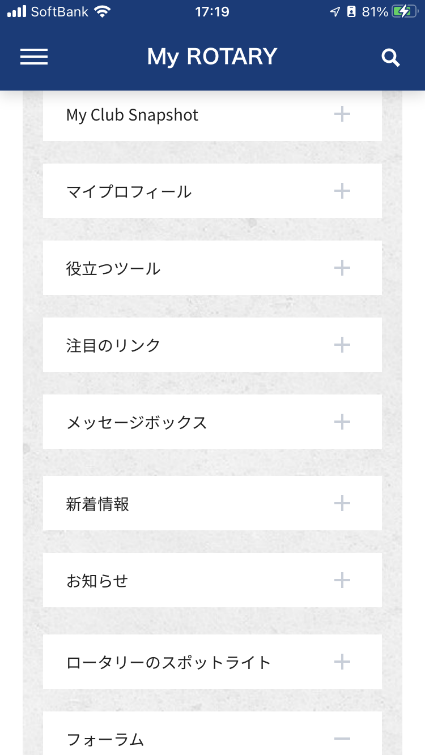 SoftBank 17:19 81%
My ROTARY
My Club Snapshot
マイプロフィール
役立つツール
注目のリンク
メッセージボックス
新着情報
お知らせ
ロータリーのスポットライト
フォーラム